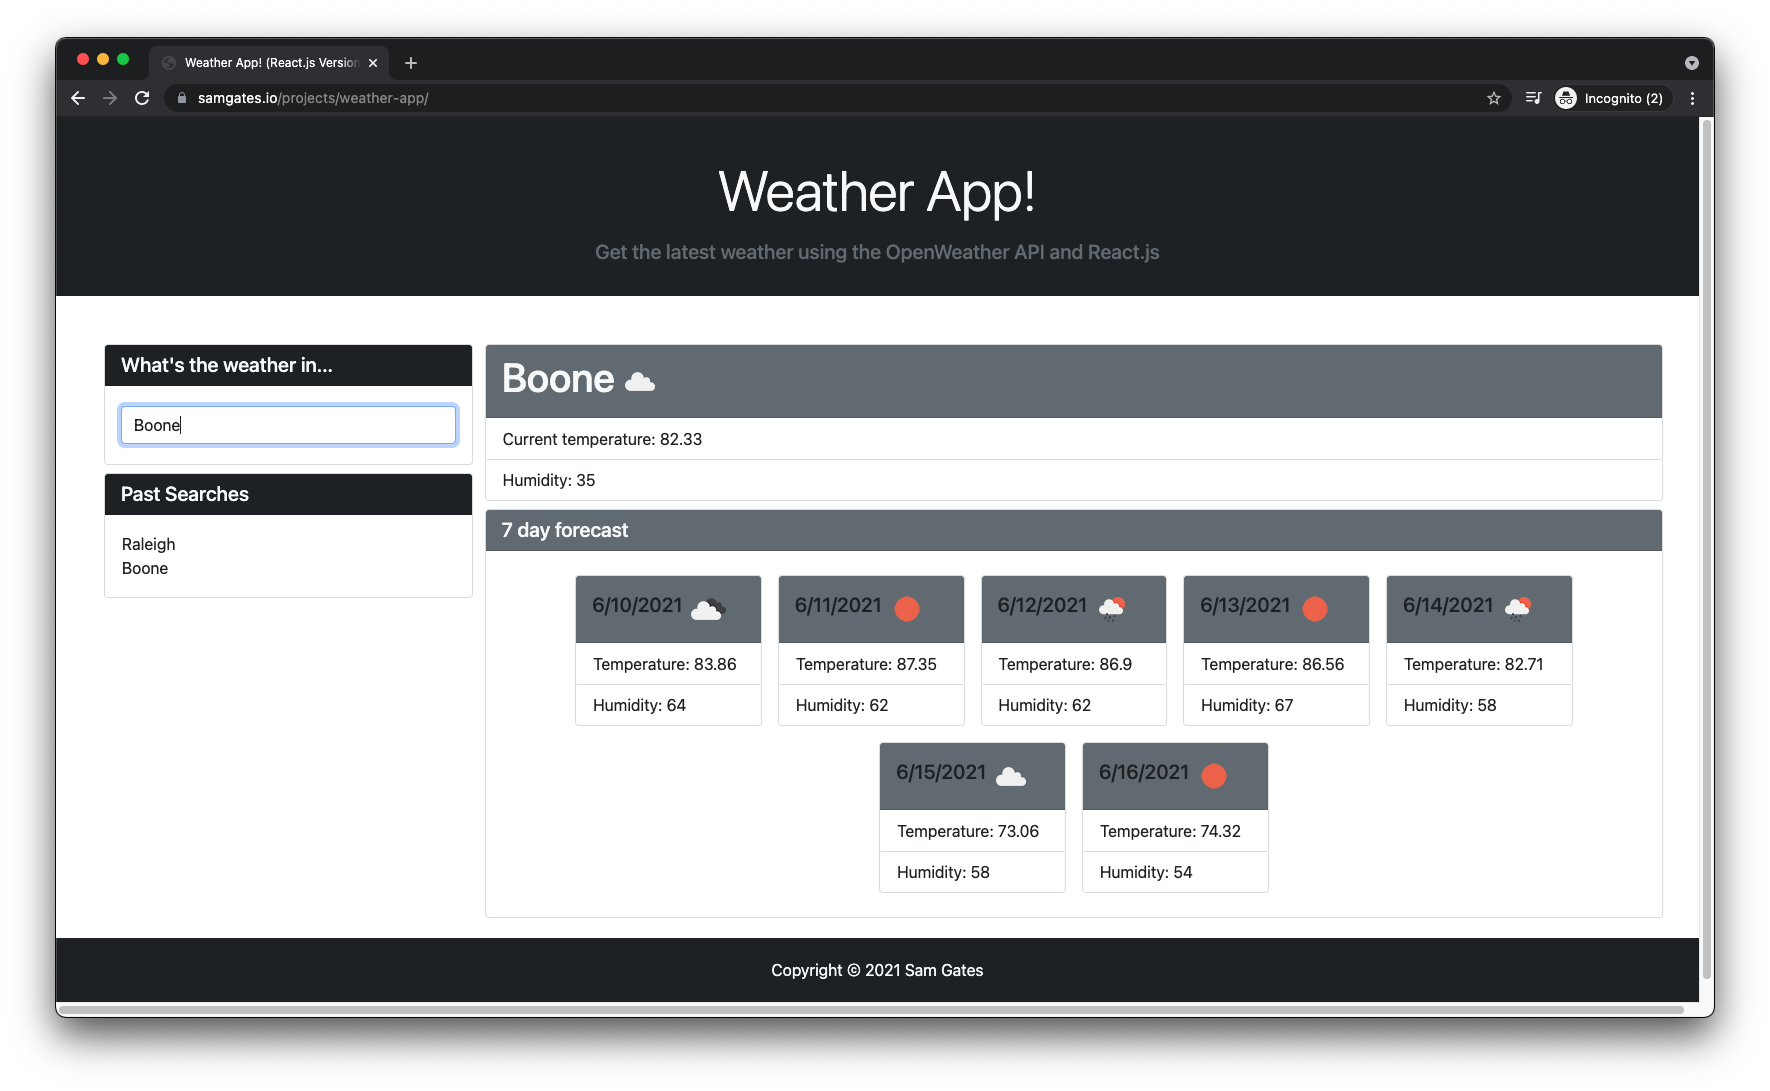 Weather App! (React.js Version
samgates.io/projects/weather-app/
Incognito (2)
Weather App!
Get the latest weather using the OpenWeather API and React.js
What's the weather in...
Boone
Past Searches
Raleigh
Boone
Boone
Current temperature: 82.33
Humidity: 35
7 day forecast
6/10/2021
Temperature: 83.86
Humidity: 64
6/11/2021
Temperature: 87.35
Humidity: 62
6/12/2021
Temperature: 86.9
Humidity: 62
6/13/2021
Temperature: 86.56
Humidity: 67
6/14/2021
Temperature: 82.71
Humidity: 58
6/15/2021
Temperature: 73.06
Humidity: 58
6/16/2021
Temperature: 74.32
Humidity: 54
Copyright © 2021 Sam Gates